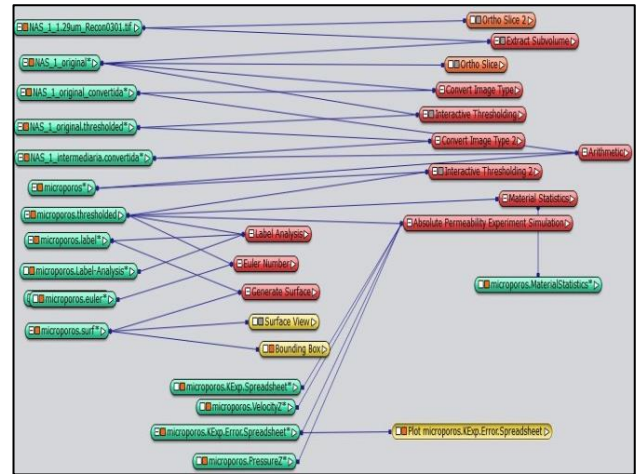 NAS_1_1.29um_Recon0301.tif
Ortho Slice 2
Extract Subvolume
NAS_1_original*
Ortho Slice
NAS_1_original_convertida*
Convert Image Type
Interactive Thresholding
NAS_1_original.thresholded*
Convert Image Type 2
NAS_1_intermediaria.convertida*
Arithmetic
Interactive Thresholding 2
microporos*
Material Statistics
microporos.thresholded
Absolute Permeability Experiment Simulation
microporos.label*
Label Analysis
microporos.Label-Analysis*
Euler Number
microporos.MaterialStatistics*
microporos.euler*
Generate Surface
microporos.surf*
Surface View
Bounding Box
microporos.KExp.Spreadsheet*
microporos.VelocityZ*
microporos.KExp.Error.Spreadsheet*
Plot microporos.KExp.Error.Spreadsheet
microporos.PressureZ*